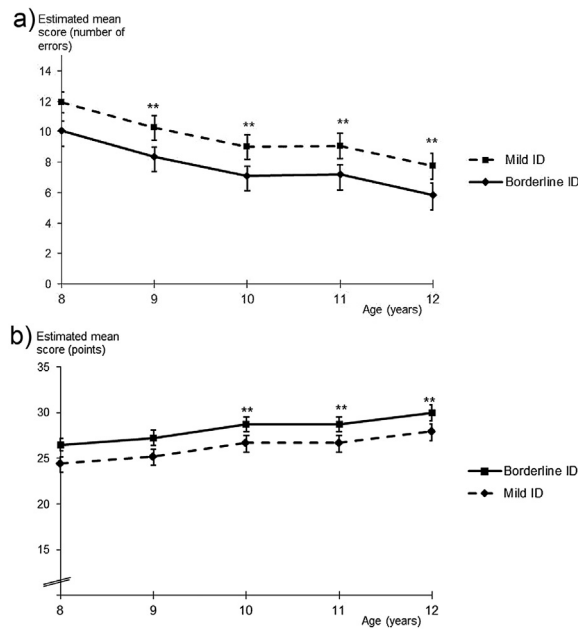 a)
Estimated mean
score (number of
errors)
14
12
10
8
6
4
2
0
** ** ** **
8 9 10 11 12
Age (years)
Mild ID
Borderline ID
b)
Estimated mean
score (points)
35
30
25
20
15
** ** **
8 9 10 11 12
Age (years)
Borderline ID
Mild ID